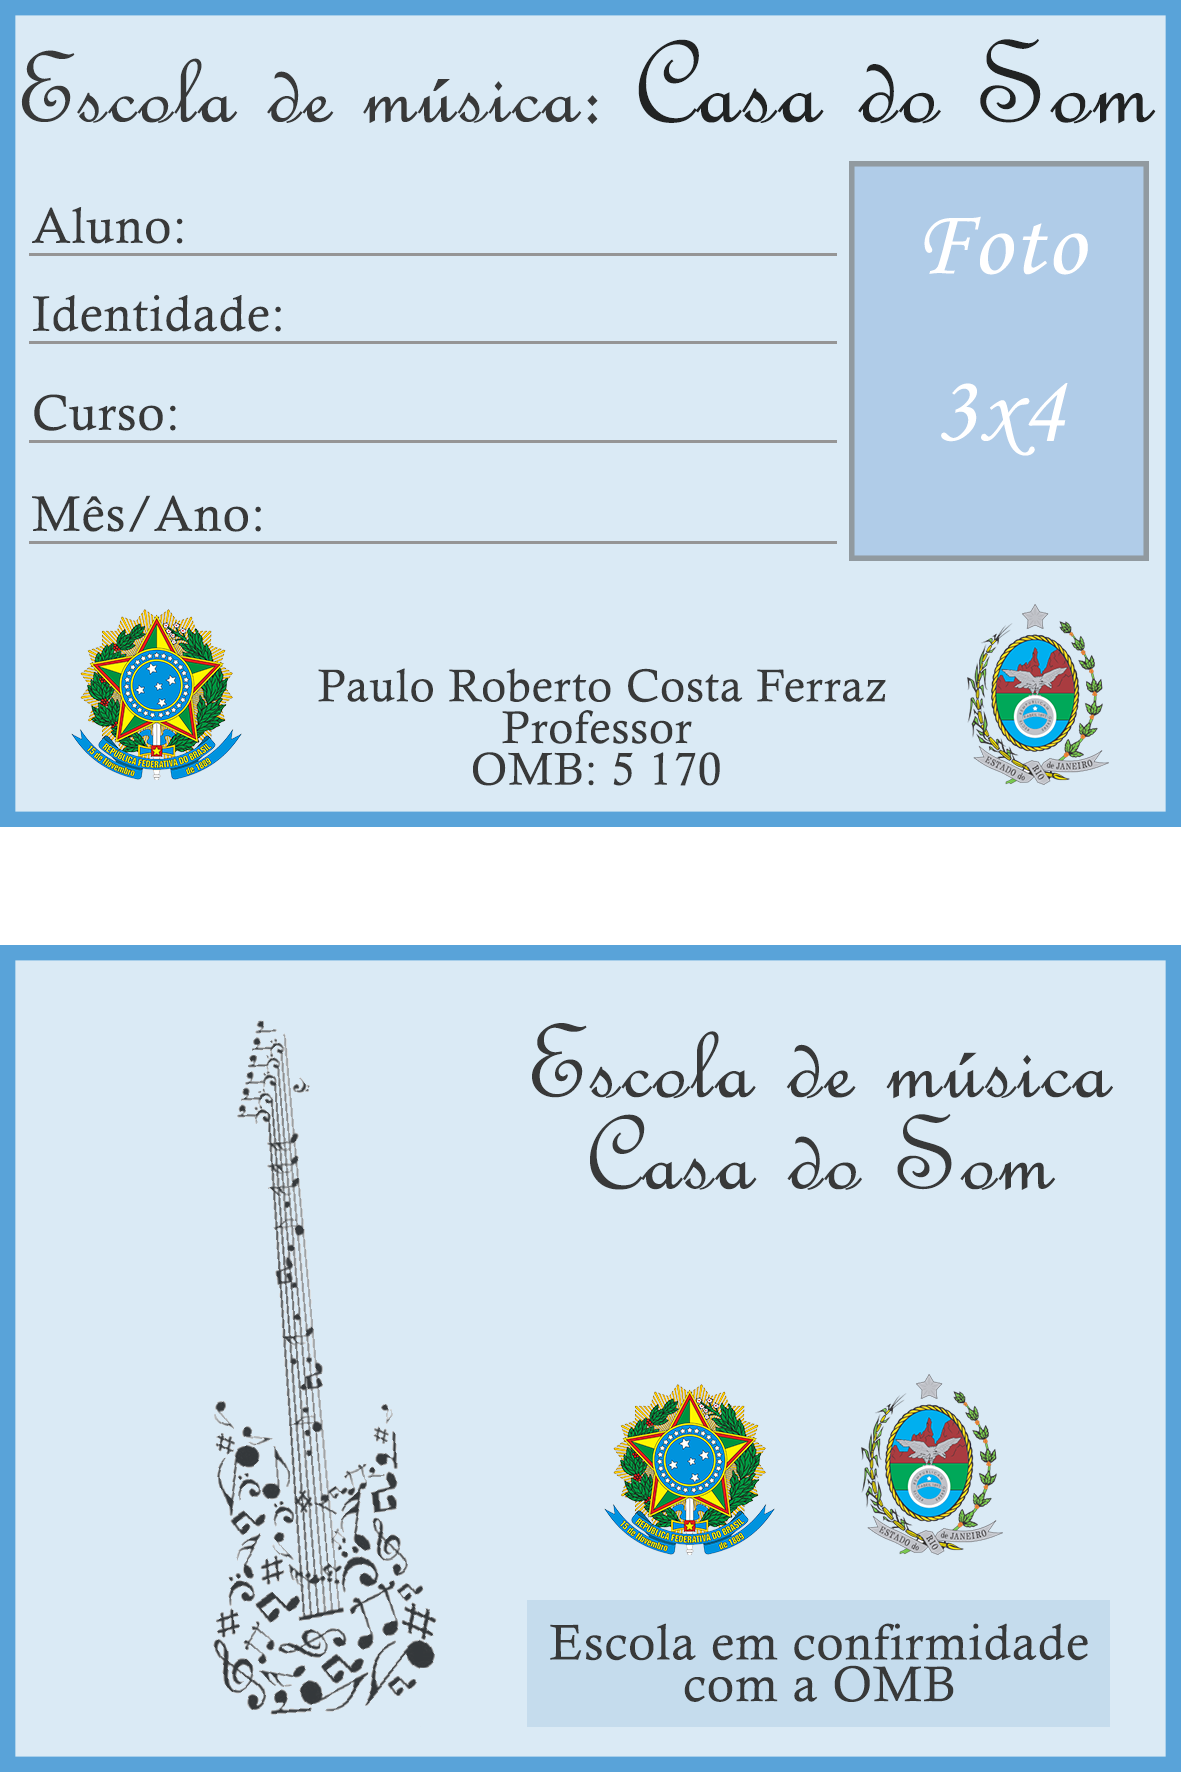 Escola de música: Casa do Som
Aluno:
Identidade:
Curso:
Mês/Ano:
Foto
3x4
REPÚBLICA FEDERATIVA DO BRASIL
15 de Novembro de 1889
ESTADO do RIO de JANEIRO
Paulo Roberto Costa Ferraz
Professor
OMB: 5 170
Escola de música
Casa do Som
REPÚBLICA FEDERATIVA DO BRASIL
15 de Novembro de 1889
ESTADO do RIO de JANEIRO
Escola em confirmidade
com a OMB